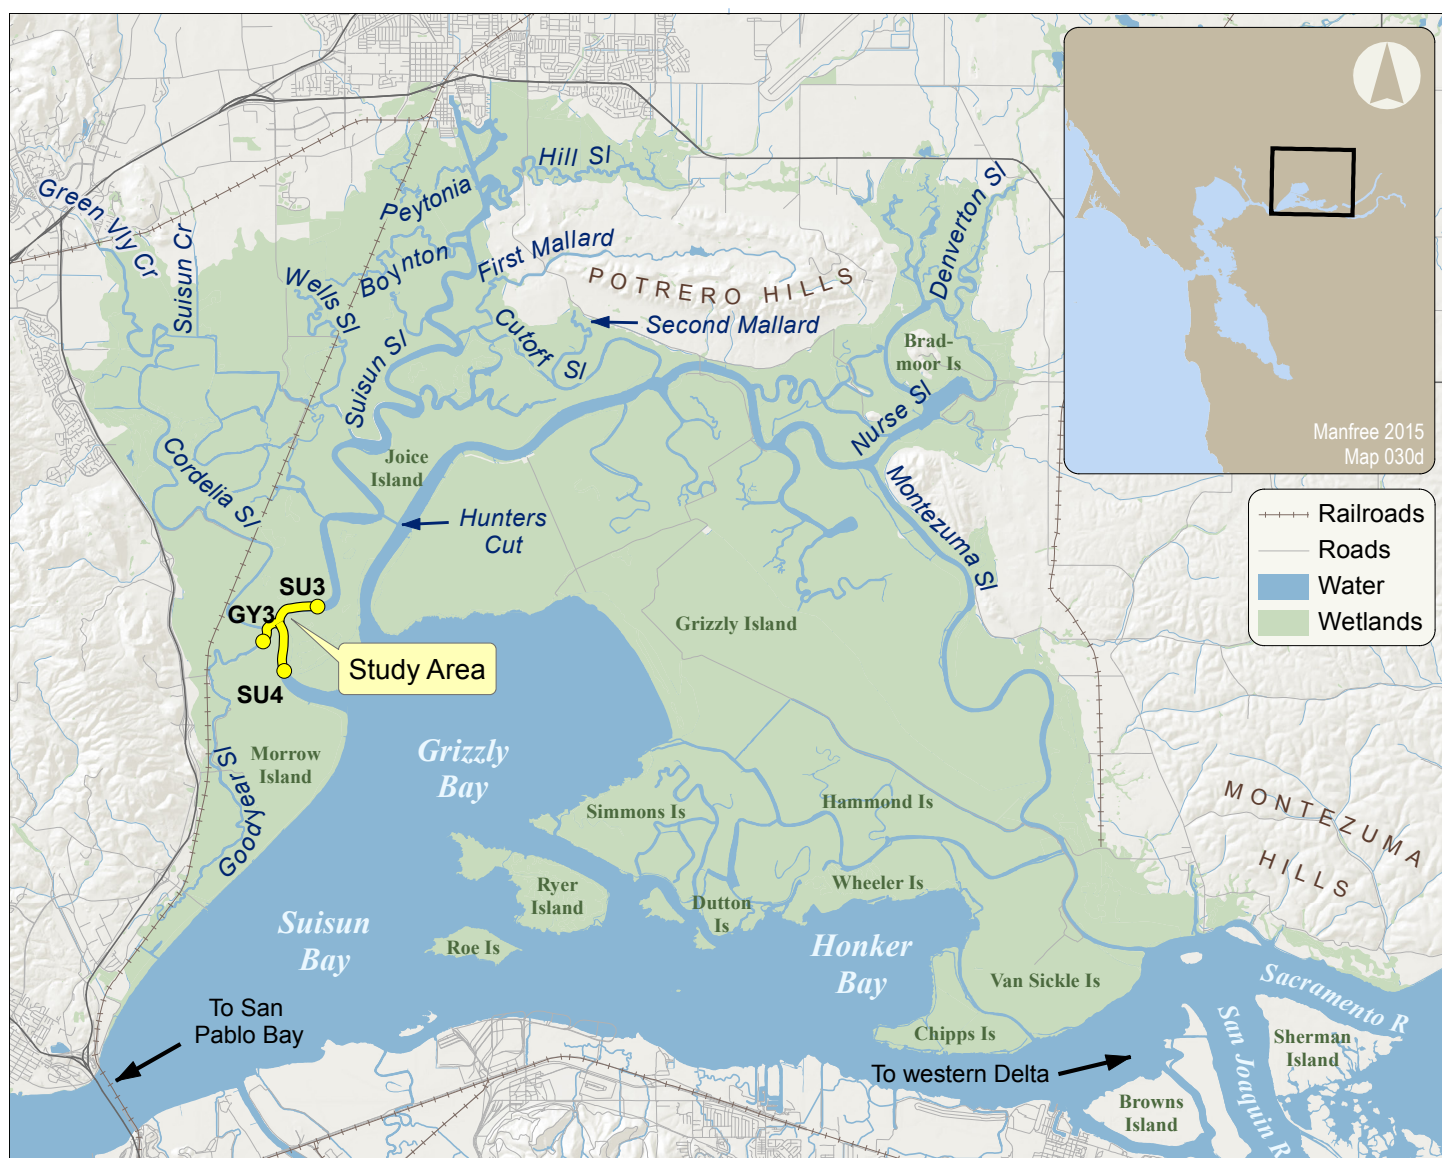 Hill Sl
Peytonia
Green Vly Cr
Suisun Cr
Denverton Sl
First Mallard
Boynton
Wells Sl
POTRERO HILLS
Second Mallard
Cutoff Sl
Suisun Sl
Brad-
moor Is
Nurse Sl
Manfree 2015
Map 030d
Joice
Island
Cordelia Sl
Montezuma Sl
Hunters
Cut
Railroads
Roads
Water
Wetlands
SU3
GY3
Grizzly Island
Study Area
SU4
Morrow
Island
Goodyear Sl
Grizzly
Bay
Simmons Is
Hammond Is
MONTEZUMA
HILLS
Ryer
Island
Wheeler Is
Dutton
Is
Suisun
Bay
Roe Is
Honker
Bay
Van Sickle Is
Sacramento R
To San
Pablo Bay
Chipps Is
San Joaquin R
Sherman
Island
To western Delta
Browns
Island